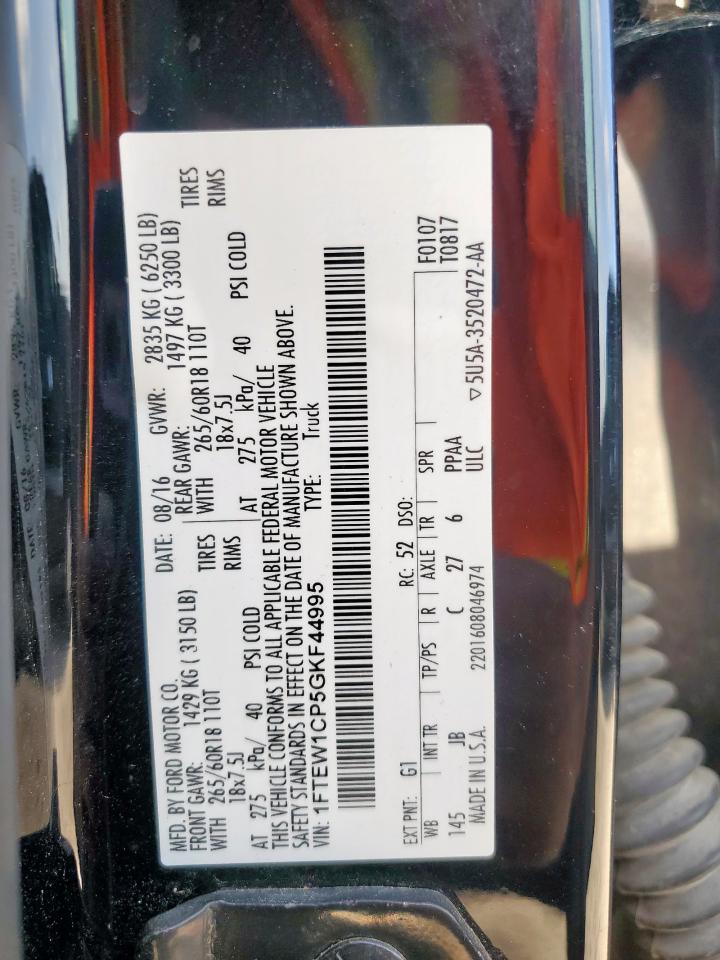 MFD. BY FORD MOTOR CO. DATE: 08/16 GVWR: 2835 KG ( 6250 LB)
FRONT GAWR: 1429 KG ( 3150 LB) REAR GAWR: 1497 KG ( 3300 LB)
WITH 265/60R18 110T TIRES WITH 265/60R18 110T TIRES
18x7.5J RIMS 18x7.5J RIMS
AT 275 kPa/ 40 PSI COLD AT 275 kPa/ 40 PSI COLD
THIS VEHICLE CONFORMS TO ALL APPLICABLE FEDERAL MOTOR VEHICLE
SAFETY STANDARDS IN EFFECT ON THE DATE OF MANUFACTURE SHOWN ABOVE.
VIN: 1FTEW1CP5GKF44995 TYPE: Truck
EXT PNT: G1 RC: 52 DSO: F0107
WB INT TR TP/PS R AXLE TR SPR T0817
145 JB C 27 6 PPAA
MADE IN U.S.A. 2201608046974 ULC ▽5U5A-3520472-AA